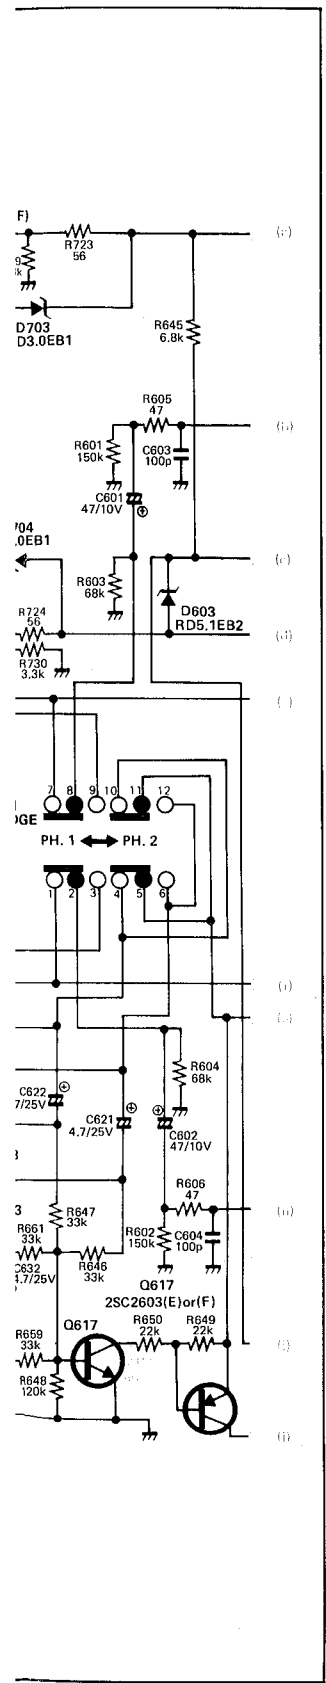 F)
R723
56
9
D703
D3.0EB1
R645
6.8k
R605
47
R601
150k
C603
100p
C601
47/10V
704
.0EB1
R603
68k
D603
RD5.1EB2
R724
56
R730
3.3k
7 8 9 10 11 12
DGE
PH. 1 PH. 2
1 2 3 4 5 6
R604
68k
C622
7/25V
C621
4.7/25V
C602
47/10V
R606
47
R647
33k
R661
33k
R602
150k
C604
100p
C632
4.7/25V
R646
33k
Q617
2SC2603(E)or(F)
R659
33k
Q617
R650
22k
R649
22k
R648
120k